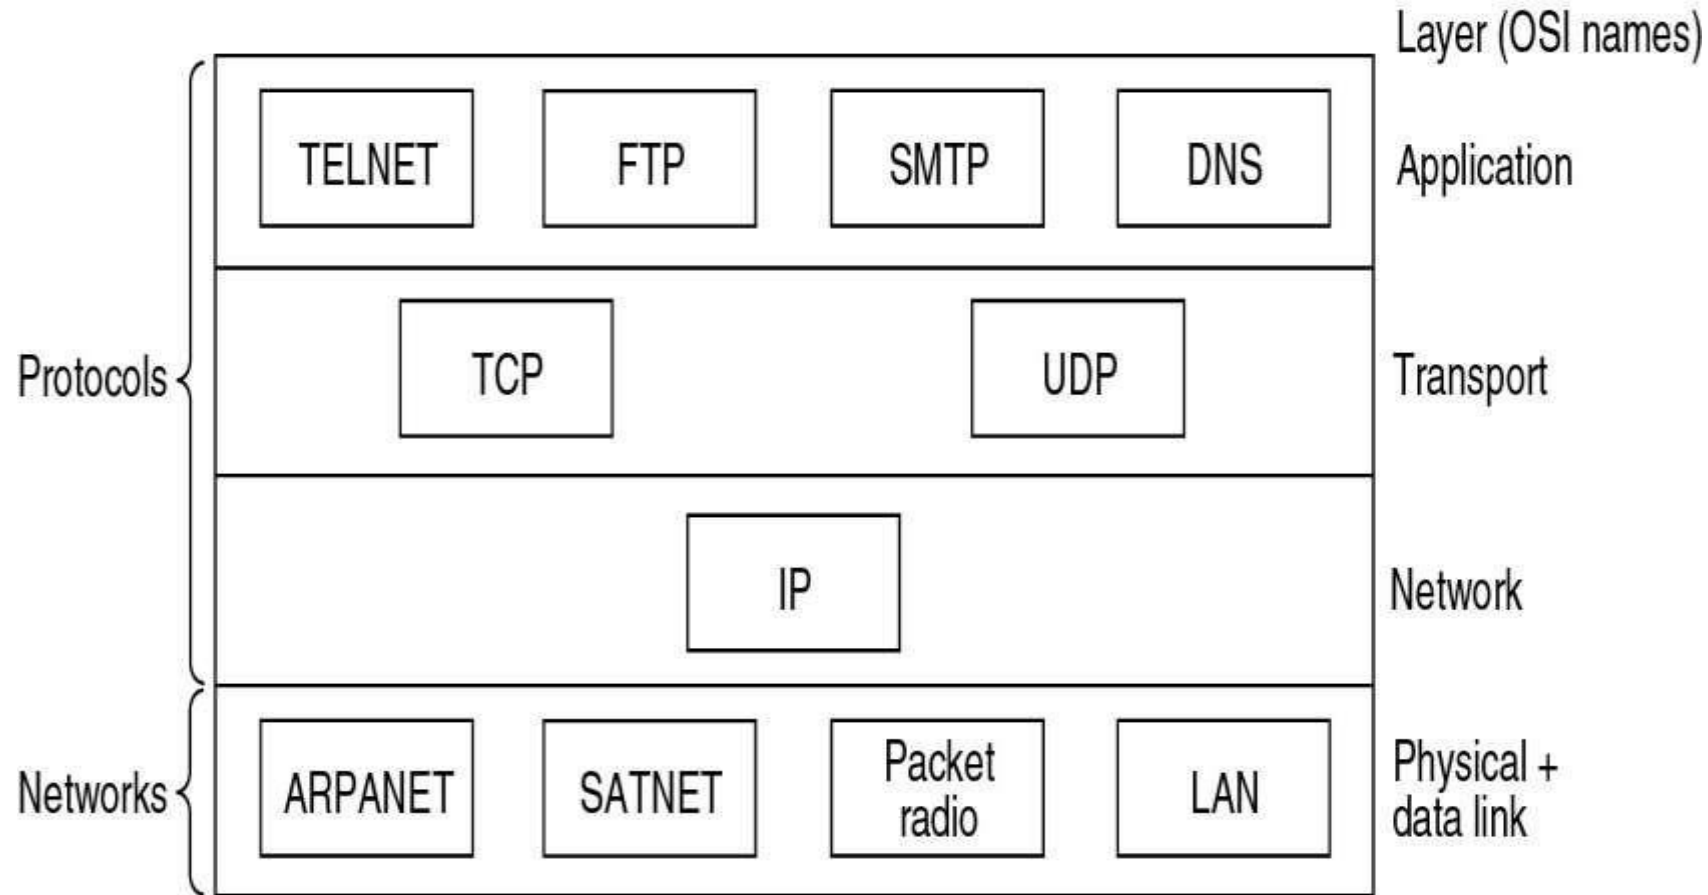 Layer (OSI names)
TELNET
FTP
SMTP
DNS
Application
Protocols
TCP
UDP
Transport
IP
Network
Networks
ARPANET
SATNET
Packet
radio
LAN
Physical +
data link